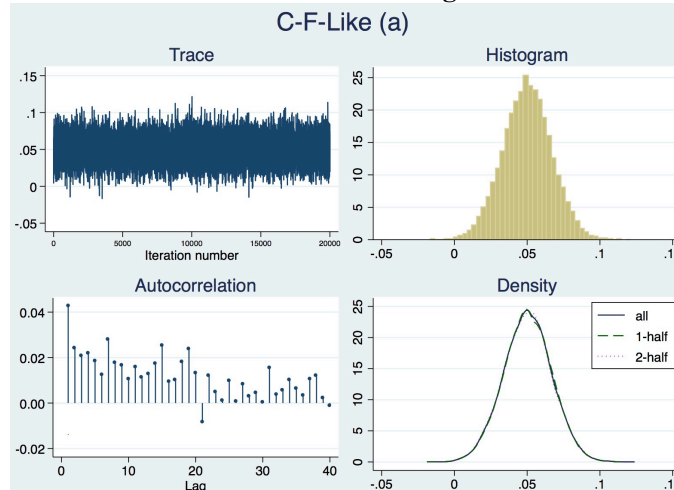 C-F-Like (a)
Trace
.15
.1
.05
0
-.05
0 5000 10000 15000 20000
Iteration number
Histogram
25
20
15
10
5
0
-.05 0 .05 .1 .1
Autocorrelation
0.04
0.02
0.00
-0.02
0 10 20 30 40
Lag
Density
25
20
15
10
5
0
all
1-half
2-half
-.05 0 .05 .1 .1